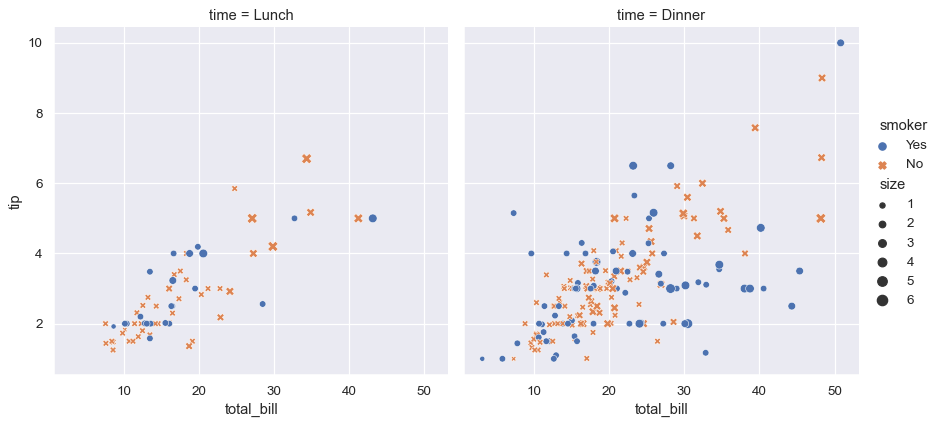 time = Lunch
time = Dinner
10
8
6
4
2
tip
10 20 30 40 50
total_bill
10 20 30 40 50
total_bill
smoker
Yes
No
size
1
2
3
4
5
6